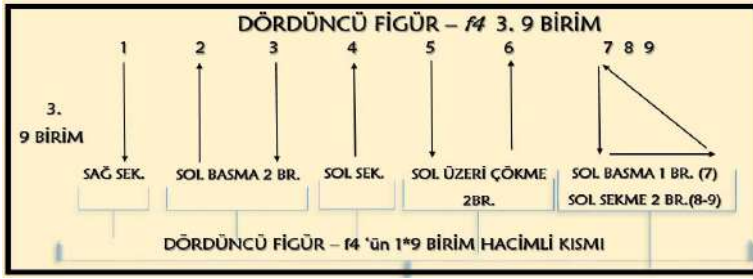 DÖRDÜNCÜ FİGÜR – f4 3. 9 BİRİM
1 2 3 4 5 6 7 8 9
3.
9 BİRİM
SAĞ SEK. SOL BASMA 2 BR. SOL SEK. SOL ÜZERİ ÇÖKME SOL BASMA 1 BR. (7)
2BR. SOL SEKME 2 BR.(8-9)
DÖRDÜNCÜ FİGÜR – f4 'ün 1*9 BİRİM HACİMLİ KISMI